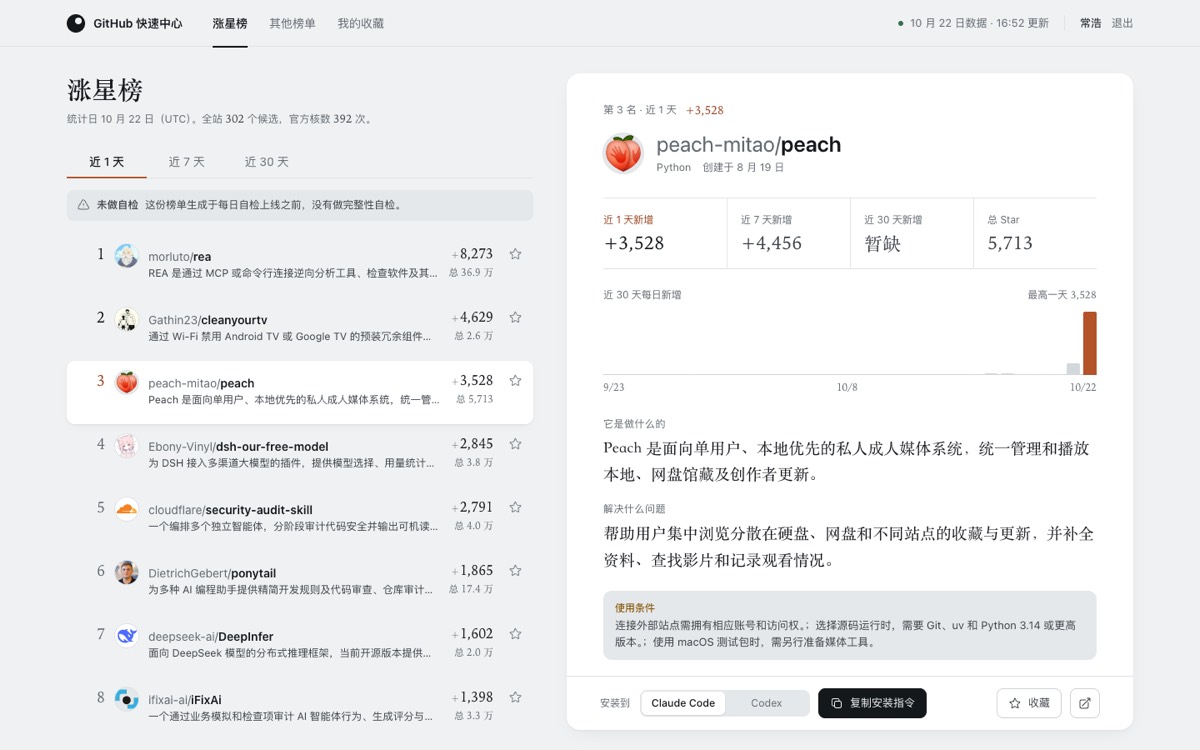 GitHub 快速中心
涨星榜
其他榜单
我的收藏
10 月 22 日数据 · 16:52 更新
常浩
退出
涨星榜
统计日 10 月 22 日（UTC）。全站 302 个候选，官方核数 392 次。
近 1 天
近 7 天
近 30 天
未做自检 这份榜单生成于每日自检上线之前，没有做完整性自检。
1
morluto/rea
+8,273
REA 是通过 MCP 或命令行连接逆向分析工具、检查软件及其...
总 36.9 万
2
Gathin23/cleanyourtv
+4,629
通过 Wi-Fi 禁用 Android TV 或 Google TV 的预装冗余组件...
总 2.6 万
3
peach-mitao/peach
+3,528
Peach 是面向单用户、本地优先的私人成人媒体系统，统一管...
总 5,713
4
Ebony-Vinyl/dsh-our-free-model
+2,845
为 DSH 接入多渠道大模型的插件，提供模型选择、用量统计...
总 3.8 万
5
cloudflare/security-audit-skill
+2,791
一个编排多个独立智能体，分阶段审计代码安全并输出可机读...
总 4.0 万
6
DietrichGebert/ponytail
+1,865
为多种 AI 编程助手提供精简开发规则及代码审查、仓库审计...
总 17.4 万
7
deepseek-ai/DeepInfer
+1,602
面向 DeepSeek 模型的分布式推理框架，当前开源版本提供...
总 2.0 万
8
ifixai-ai/iFixAi
+1,398
一个通过业务模拟和检查项审计 AI 智能体行为、生成评分与...
总 3.3 万
第 3 名 · 近 1 天 +3,528
peach-mitao/peach
Python 创建于 8 月 19 日
近 1 天新增
+3,528
近 7 天新增
+4,456
近 30 天新增
暂缺
总 Star
5,713
近 30 天每日新增
最高一天 3,528
9/23
10/8
10/22
它是做什么的
Peach 是面向单用户、本地优先的私人成人媒体系统，统一管理和播放
本地、网盘馆藏及创作者更新。
解决什么问题
帮助用户集中浏览分散在硬盘、网盘和不同站点的收藏与更新，并补全
资料、查找影片和记录观看情况。
使用条件
连接外部站点需拥有相应账号和访问权。；选择源码运行时，需要 Git、uv 和 Python 3.14 或更高
版本。；使用 macOS 测试包时，需另行准备媒体工具。
安装到
Claude Code
Codex
复制安装指令
收藏